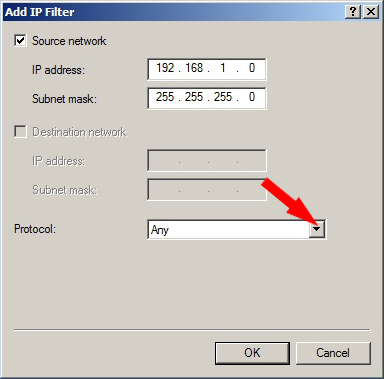 Add IP Filter
Source network
IP address: 192 . 168 . 1 . 0
Subnet mask: 255 . 255 . 255 . 0
Destination network
IP address: . . .
Subnet mask: . . .
Protocol: Any
OK Cancel